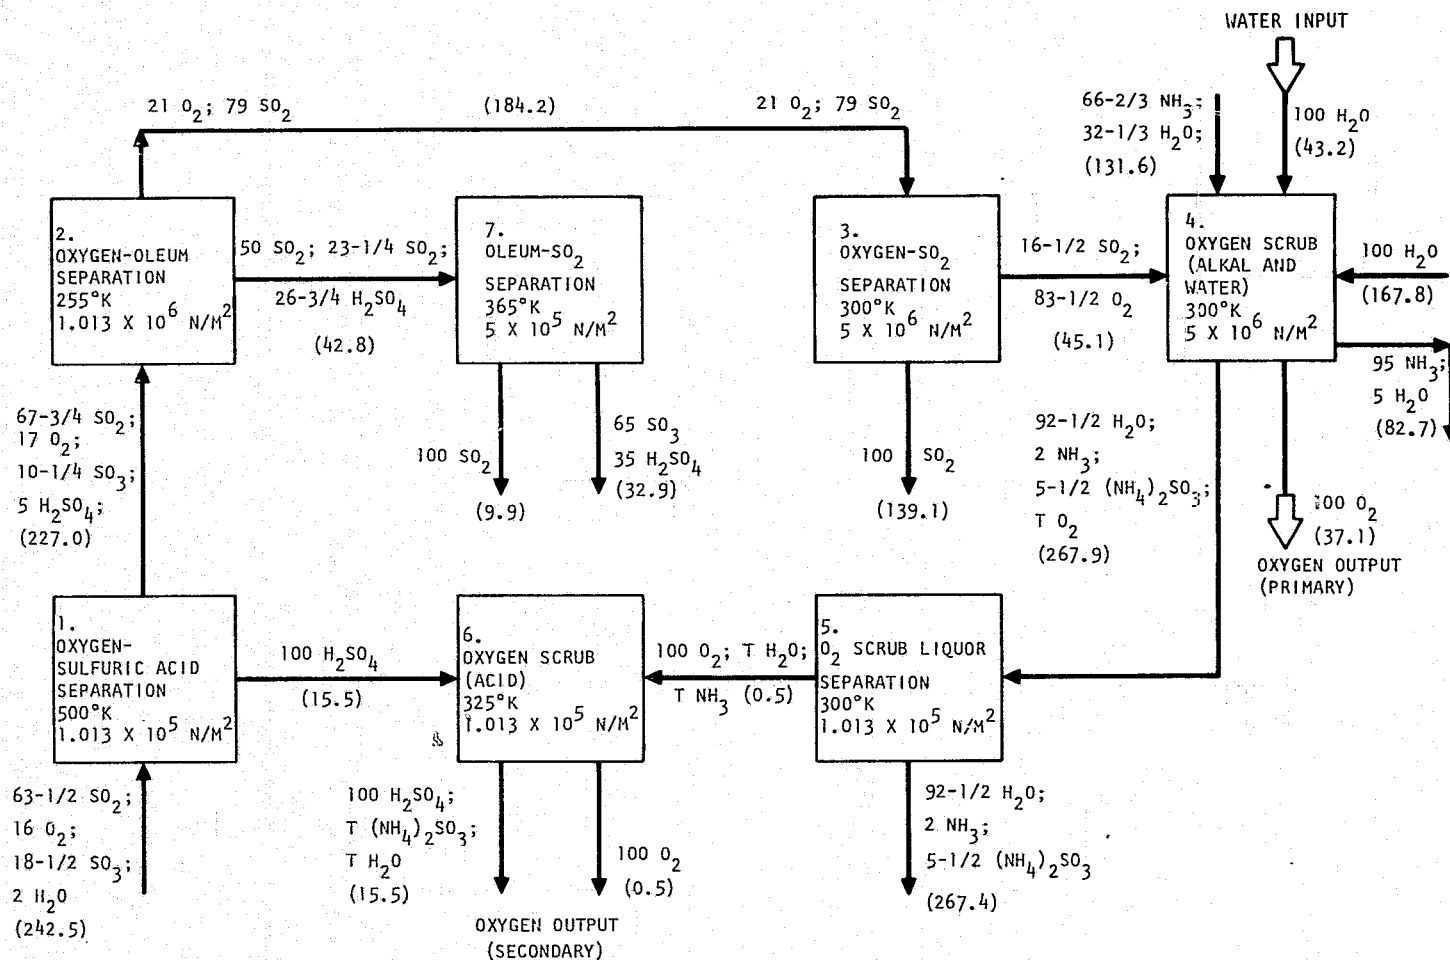 WATER INPUT
21 O2; 79 SO2
(184.2)
21 O2; 79 SO2
66-2/3 NH3;
32-1/3 H2O;
(131.6)
100 H2O
(43.2)
2.
OXYGEN-OLEUM
SEPARATION
255°K
1.013 X 10^6 N/M^2
50 SO2; 23-1/4 SO2;
26-3/4 H2SO4
(42.8)
7.
OLEUM-SO2
SEPARATION
365°K
5 X 10^5 N/M^2
3.
OXYGEN-SO2
SEPARATION
300°K
5 X 10^6 N/M^2
16-1/2 SO2;
83-1/2 O2
(45.1)
4.
OXYGEN SCRUB
(ALKAL AND
WATER)
300°K
5 X 10^6 N/M^2
100 H2O
(167.8)
95 NH3;
5 H2O
(82.7)
67-3/4 SO2;
17 O2;
10-1/4 SO3;
5 H2SO4;
(227.0)
100 SO2
(9.9)
65 SO3
35 H2SO4
(32.9)
100 SO2
(139.1)
92-1/2 H2O;
2 NH3;
5-1/2 (NH4)2SO3;
T O2
(267.9)
100 O2
(37.1)
OXYGEN OUTPUT
(PRIMARY)
1.
OXYGEN-
SULFURIC ACID
SEPARATION
500°K
1.013 X 10^5 N/M^2
100 H2SO4
(15.5)
6.
OXYGEN SCRUB
(ACID)
325°K
1.013 X 10^5 N/M^2
100 O2; T H2O;
T NH3 (0.5)
5.
O2 SCRUB LIQUOR
SEPARATION
300°K
1.013 X 10^5 N/M^2
63-1/2 SO2;
16 O2;
18-1/2 SO3;
2 H2O
(242.5)
100 H2SO4;
T (NH4)2SO3;
T H2O
(15.5)
100 O2
(0.5)
OXYGEN OUTPUT
(SECONDARY)
92-1/2 H2O;
2 NH3;
5-1/2 (NH4)2SO3
(267.4)